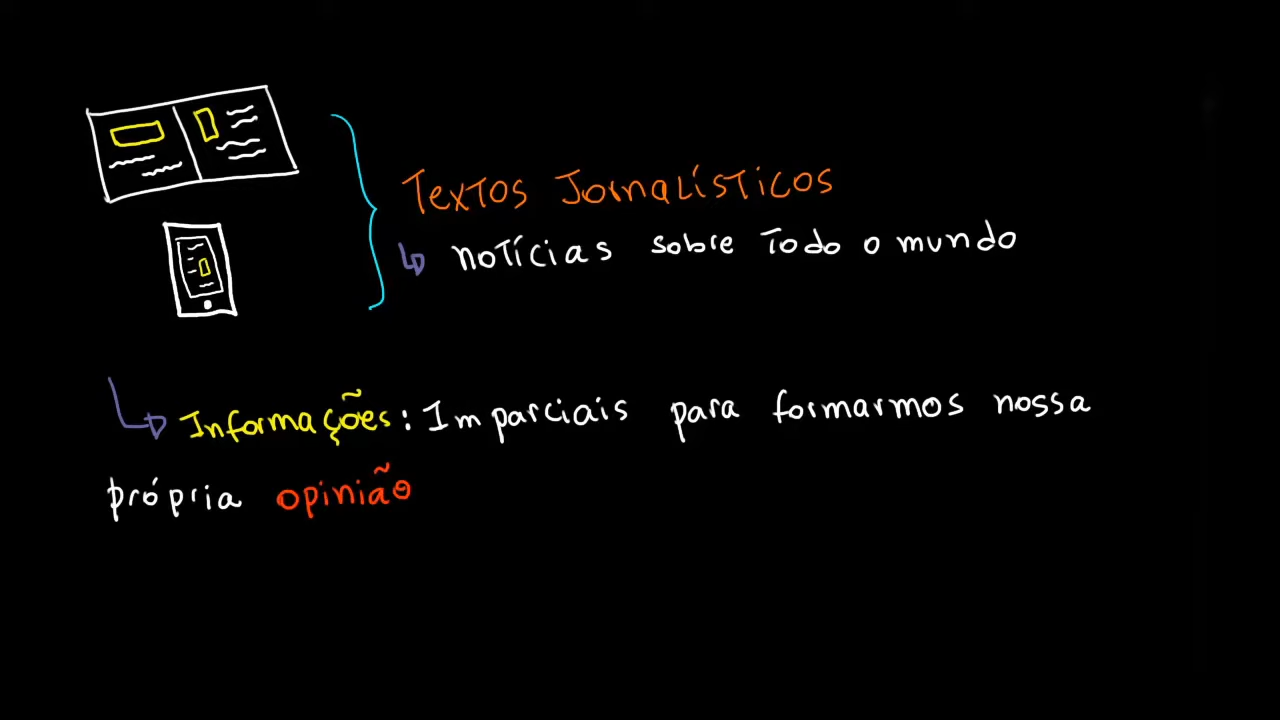 Textos Jornalísticos
notícias sobre todo o mundo
Informações: Imparciais para formarmos nossa
própria opinião